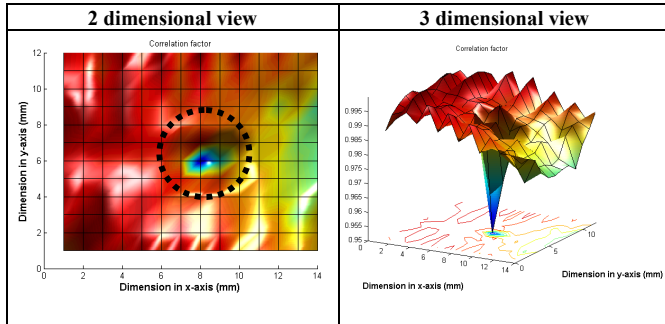 2 dimensional view
3 dimensional view
Correlation factor
12
10
8
6
4
2
0
0 2 4 6 8 10 12 14
Dimension in y-axis (mm)
Dimension in x-axis (mm)
Correlation factor
0.995
0.99
0.985
0.98
0.975
0.97
0.965
0.96
0.955
0.95
0 2 4 6 8 10 12 14
0 5 10
Dimension in x-axis (mm)
Dimension in y-axis (mm)